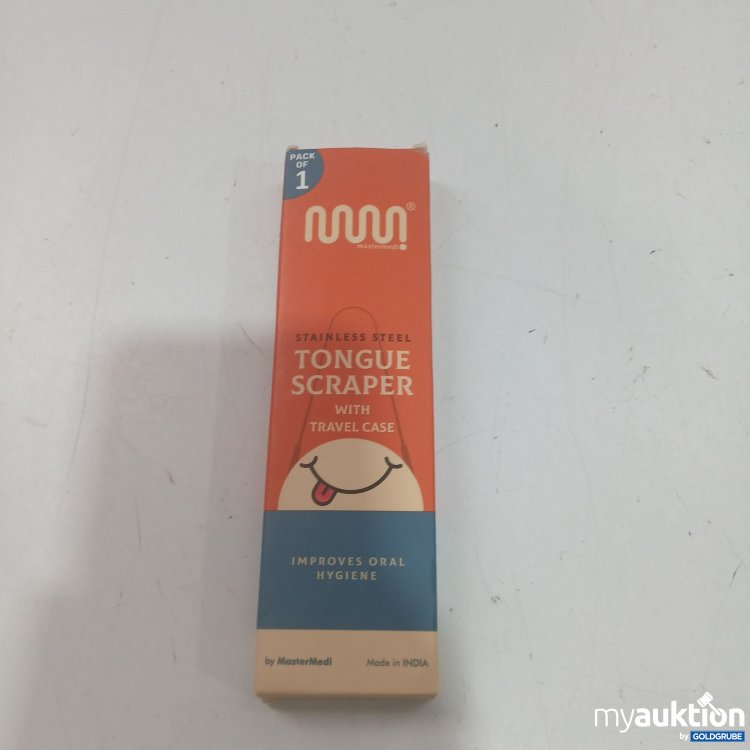 PACK
OF
1
®
mastermedi
STAINLESS STEEL
TONGUE
SCRAPER
WITH
TRAVEL CASE
IMPROVES ORAL
HYGIENE
by MasterMedi Made in INDIA
myauktion
by GOLDGRUBE